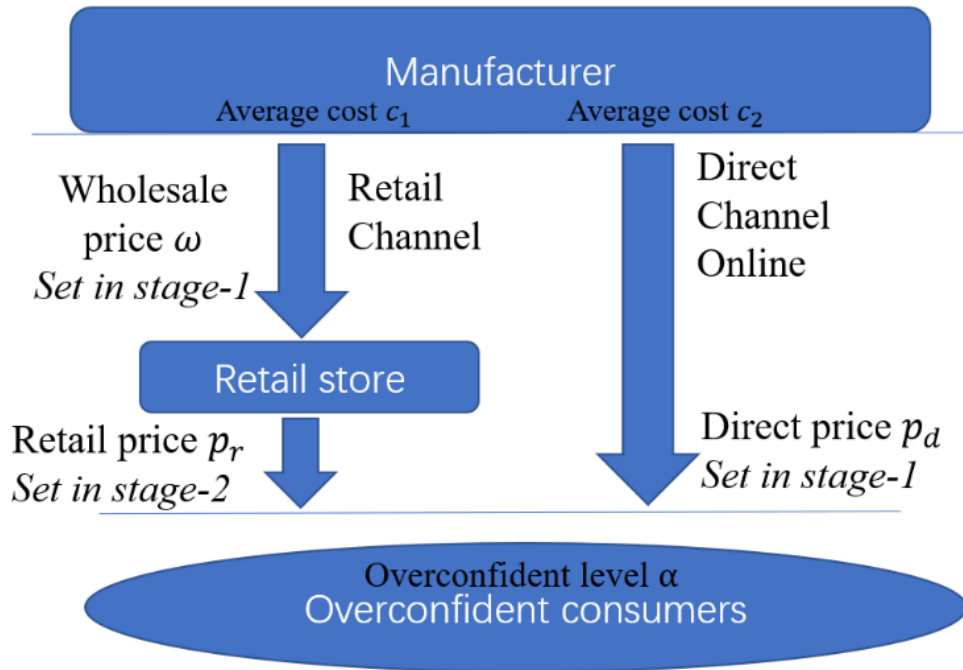 Manufacturer
Average cost c₁
Average cost c₂
Wholesale
price ω
Set in stage-1
Retail
Channel
Direct
Channel
Online
Retail store
Retail price pᵣ
Set in stage-2
Direct price p_d
Set in stage-1
Overconfident level α
Overconfident consumers